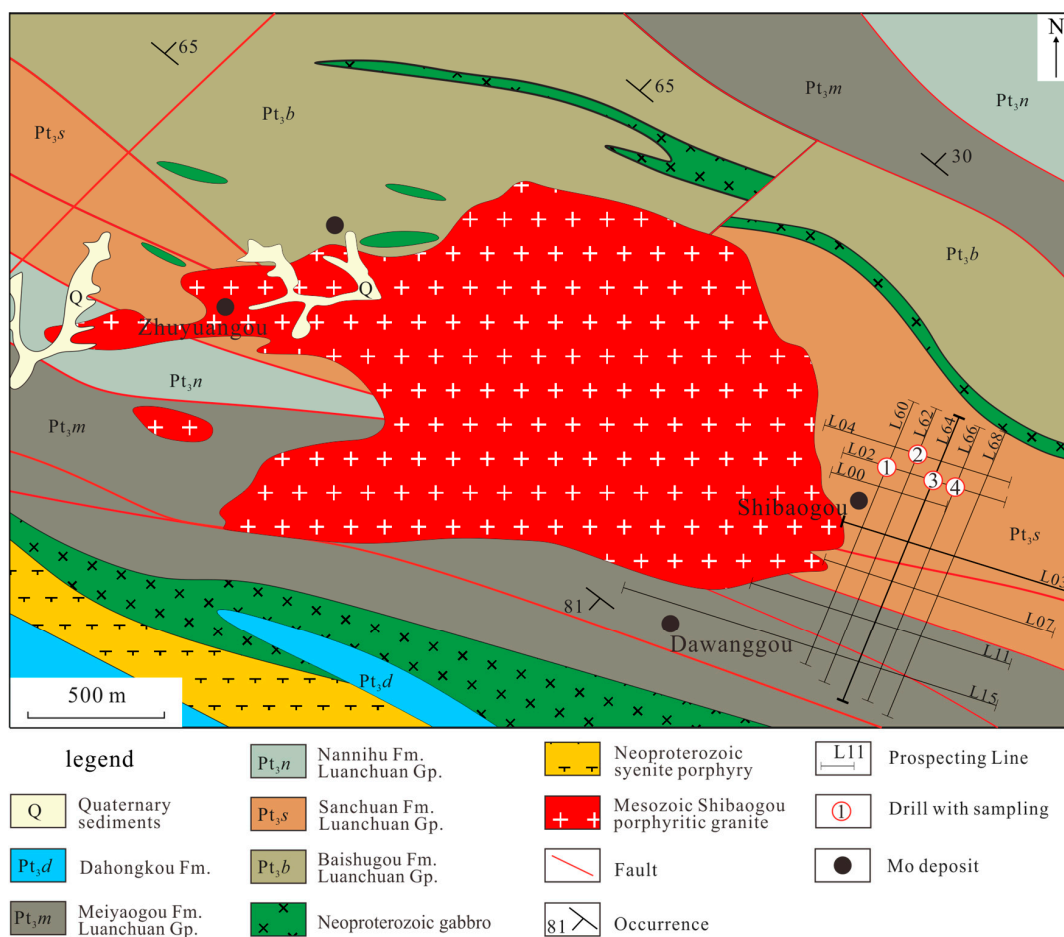 N
65
Pt₃m
Pt₃n
65
Pt₃b
Pt₃s
30
Pt₃b
Q
Q
Zhuyuangou
Pt₃n
L60
L62
L64
L66
L68
L04
Pt₃m
L02
2
1
L00
3
4
Shibaogou
Pt₃s
L03
81
L07
Dawanggou
L11
Pt₃d
L15
500 m
legend
Q
Quaternary
sediments
Pt₃d
Dahongkou Fm.
Pt₃m
Meiyaogou Fm.
Luanchuan Gp.
Pt₃n
Nannihu Fm.
Luanchuan Gp.
Pt₃s
Sanchuan Fm.
Luanchuan Gp.
Pt₃b
Baishugou Fm.
Luanchuan Gp.
Neoproterozoic gabbro
Neoproterozoic
syenite porphyry
Mesozoic Shibaogou
porphyritic granite
Fault
81
Occurrence
L11
Prospecting Line
1
Drill with sampling
Mo deposit